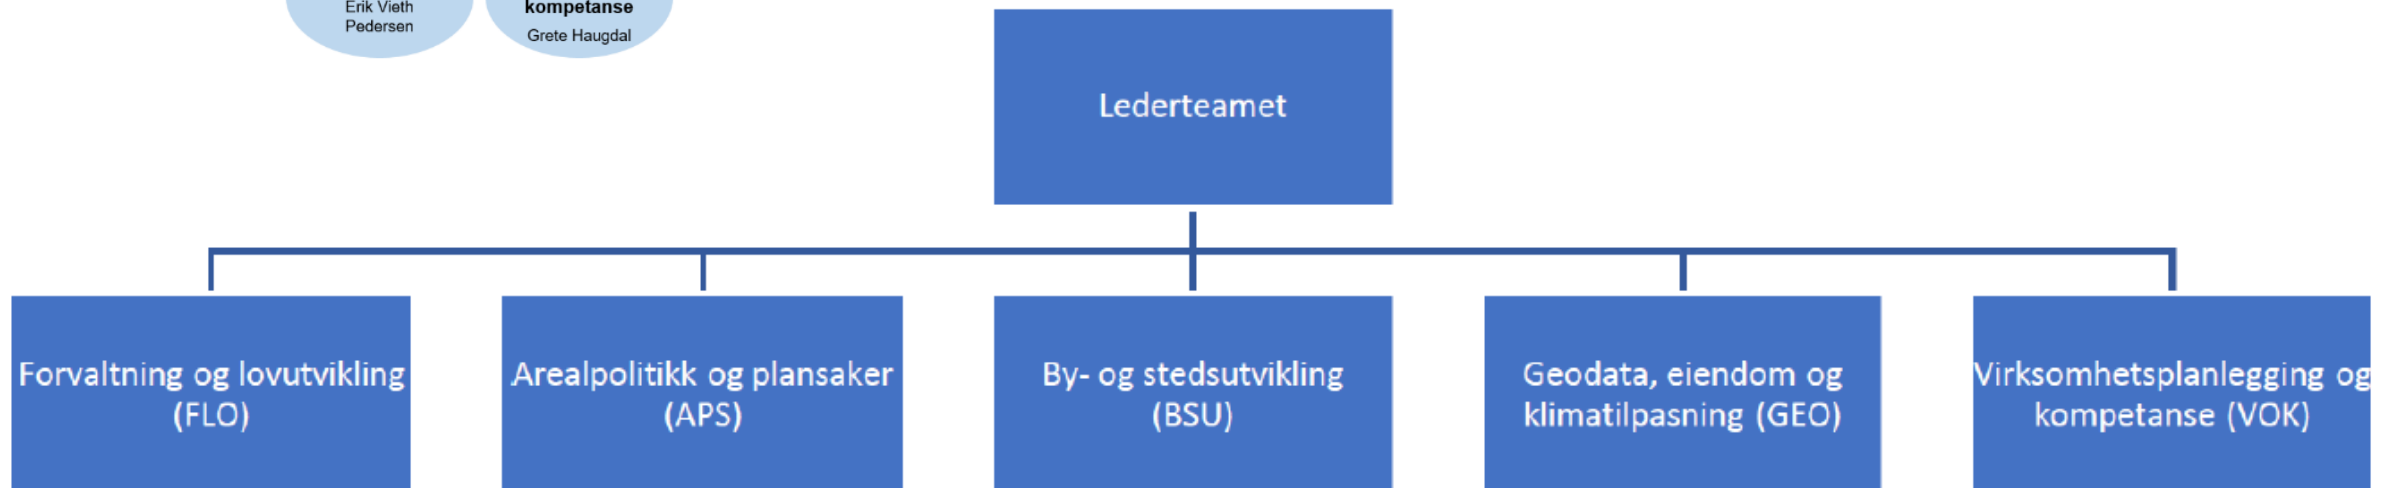 Erik Vieth
Pedersen
kompetanse
Grete Haugdal
Lederteamet
Forvaltning og lovutvikling
(FLO)
Arealpolitikk og plansaker
(APS)
By- og stedsutvikling
(BSU)
Geodata, eiendom og
klimatilpasning (GEO)
Virksomhetsplanlegging og
kompetanse (VOK)